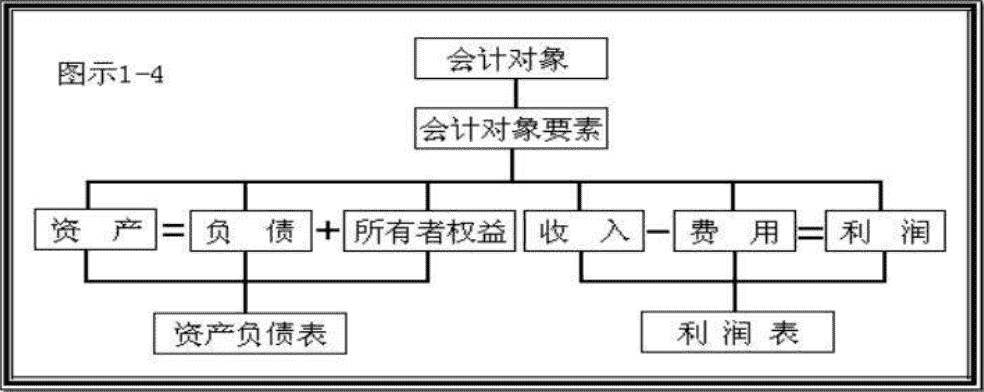 图示1-4
会计对象
会计对象要素
资 产 = 负 债 + 所有者权益 收 入 - 费 用 = 利 润
资产负债表 利 润 表